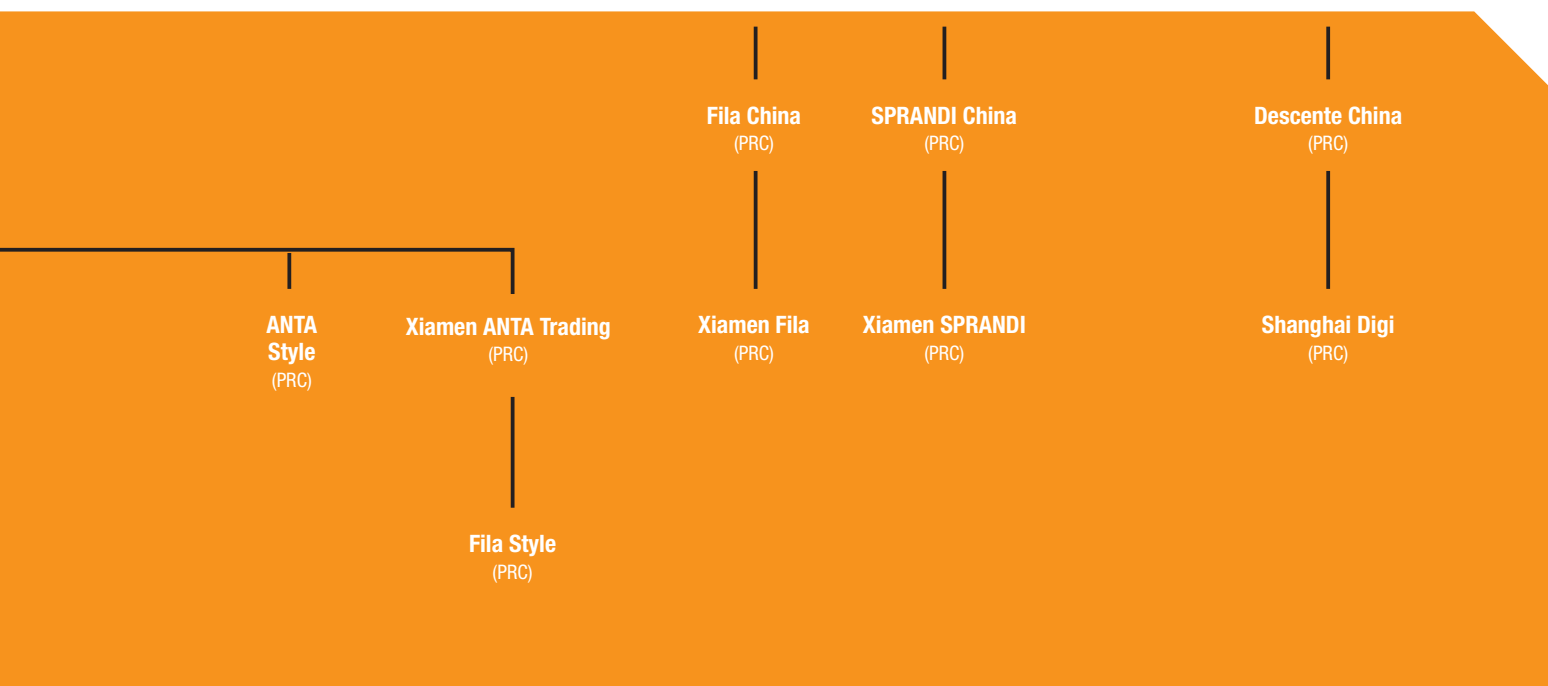 Fila China
(PRC)
SPRANDI China
(PRC)
Descente China
(PRC)
ANTA
Style
(PRC)
Xiamen ANTA Trading
(PRC)
Xiamen Fila
(PRC)
Xiamen SPRANDI
(PRC)
Shanghai Digi
(PRC)
Fila Style
(PRC)